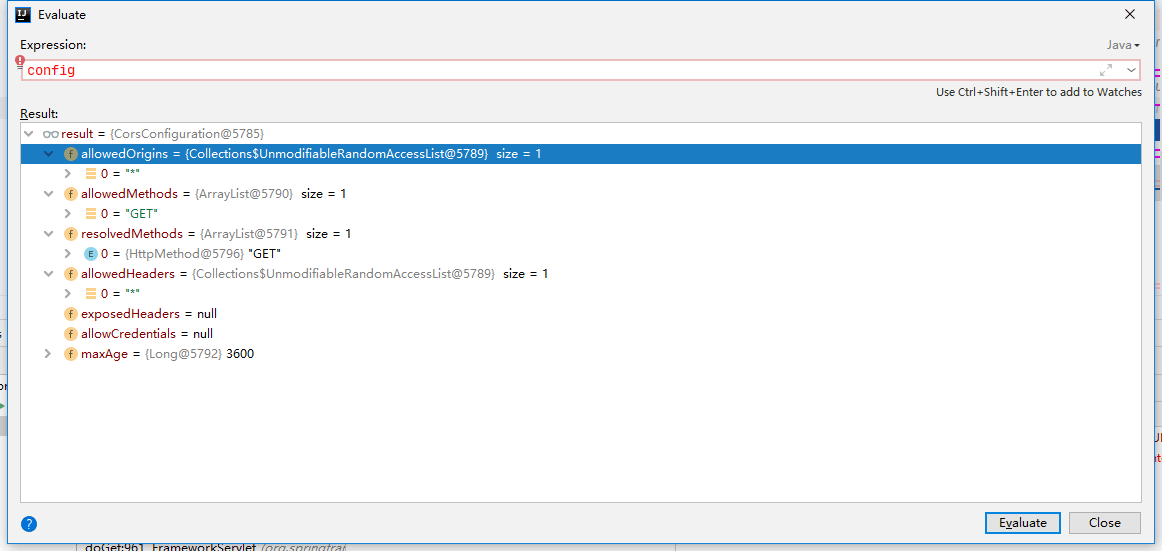 Evaluate
Expression:
Java
config
Use Ctrl+Shift+Enter to add to Watches
Result:
result = {CorsConfiguration@5785}
allowedOrigins = {Collections$UnmodifiableRandomAccessList@5789} size = 1
0 = "*"
allowedMethods = {ArrayList@5790} size = 1
0 = "GET"
resolvedMethods = {ArrayList@5791} size = 1
0 = {HttpMethod@5796} "GET"
allowedHeaders = {Collections$UnmodifiableRandomAccessList@5789} size = 1
0 = "*"
exposedHeaders = null
allowCredentials = null
maxAge = {Long@5792} 3600
Evaluate
Close
doGet:961, FrameworkServlet